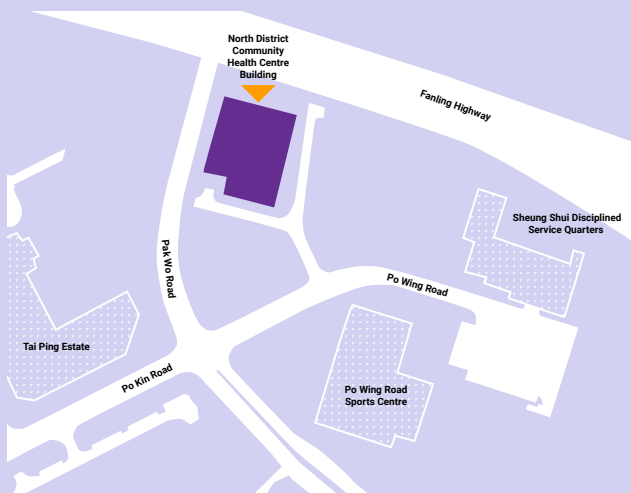 North District
Community
Health Centre
Building
Fanling Highway
Sheung Shui Disciplined
Service Quarters
Pak Wo Road
Po Wing Road
Tai Ping Estate
Po Kin Road
Po Wing Road
Sports Centre